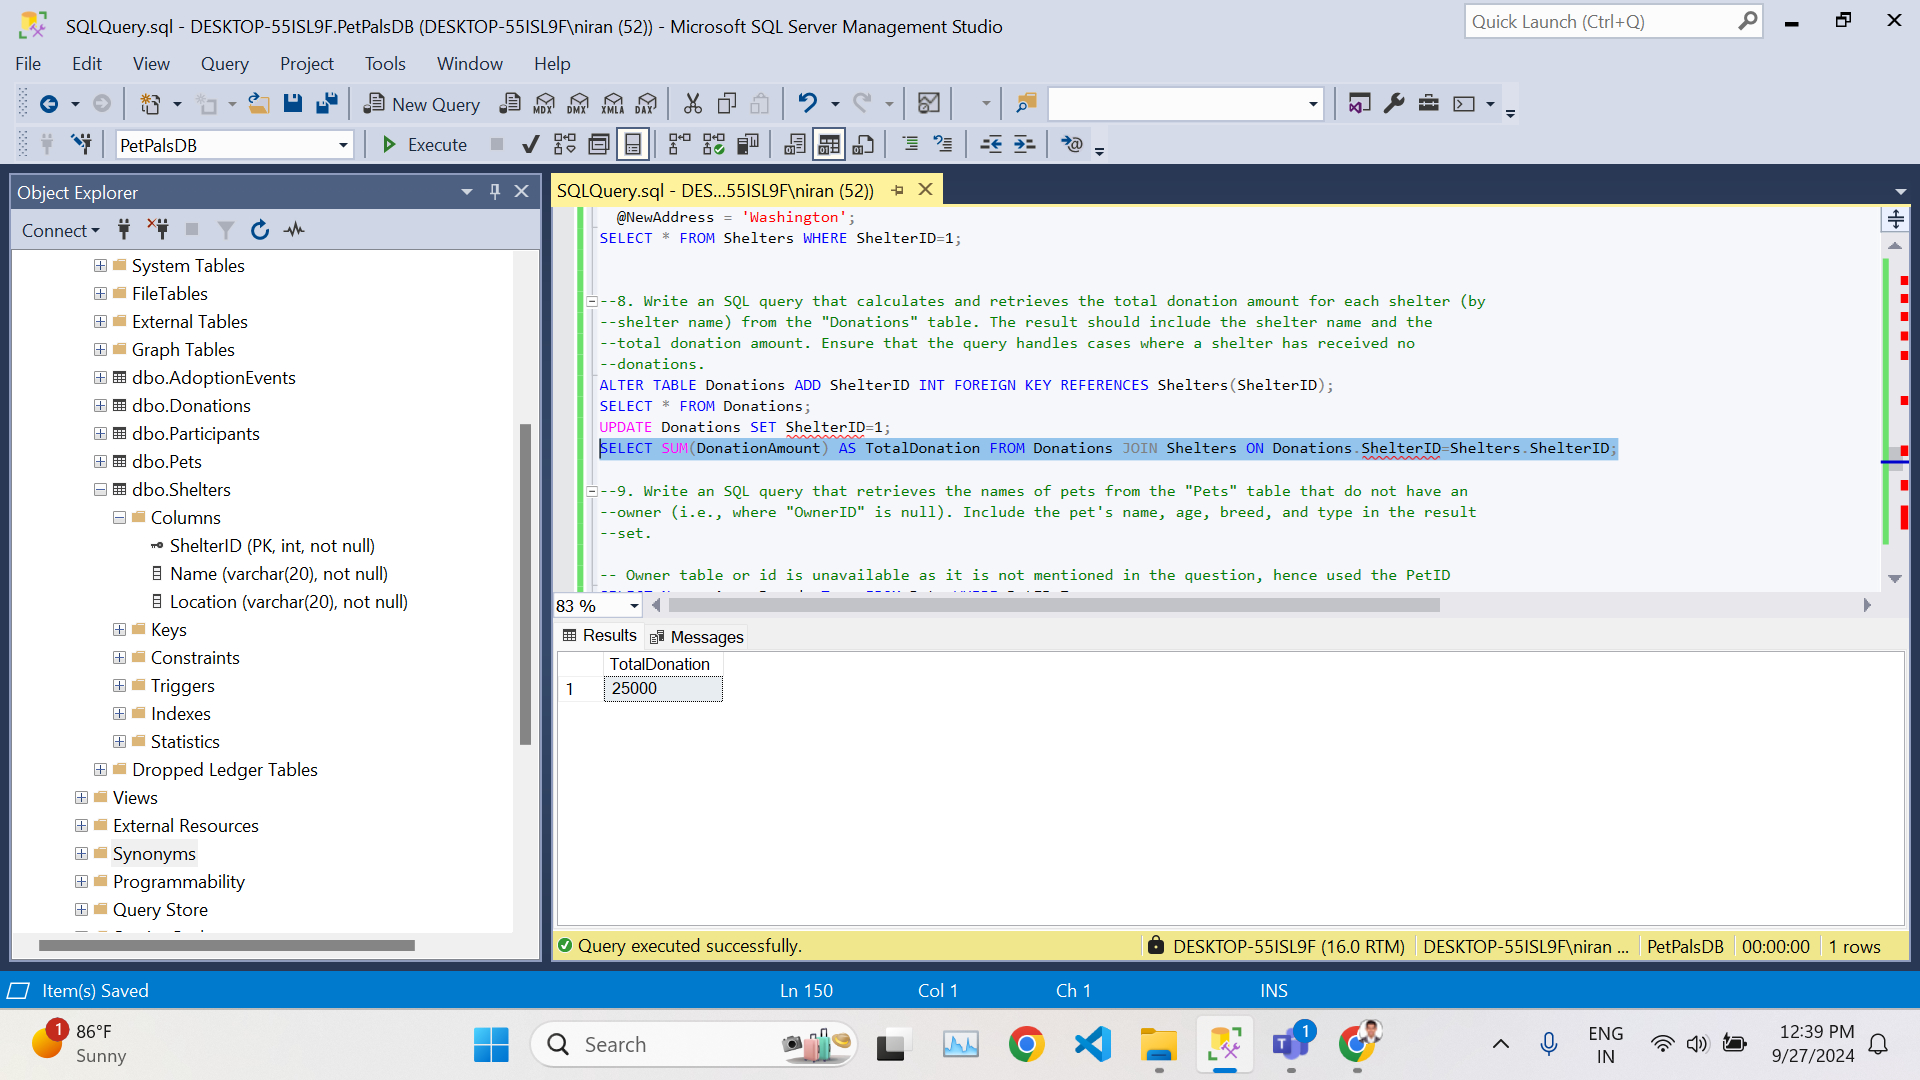 SQLQuery.sql - DESKTOP-55ISL9F.PetPalsDB (DESKTOP-55ISL9F\niran (52)) - Microsoft SQL Server Management Studio
Quick Launch (Ctrl+Q)
File Edit View Query Project Tools Window Help
New Query MDX DMX XMLA DAX
PetPalsDB Execute
Object Explorer
Connect
System Tables
FileTables
External Tables
Graph Tables
dbo.AdoptionEvents
dbo.Donations
dbo.Participants
dbo.Pets
dbo.Shelters
Columns
ShelterID (PK, int, not null)
Name (varchar(20), not null)
Location (varchar(20), not null)
Keys
Constraints
Triggers
Indexes
Statistics
Dropped Ledger Tables
Views
External Resources
Synonyms
Programmability
Query Store
SQLQuery.sql - DES...55ISL9F\niran (52))
@NewAddress = 'Washington';
SELECT * FROM Shelters WHERE ShelterID=1;
--8. Write an SQL query that calculates and retrieves the total donation amount for each shelter (by
--shelter name) from the "Donations" table. The result should include the shelter name and the
--total donation amount. Ensure that the query handles cases where a shelter has received no
--donations.
ALTER TABLE Donations ADD ShelterID INT FOREIGN KEY REFERENCES Shelters(ShelterID);
SELECT * FROM Donations;
UPDATE Donations SET ShelterID=1;
SELECT SUM(DonationAmount) AS TotalDonation FROM Donations JOIN Shelters ON Donations.ShelterID=Shelters.ShelterID;
--9. Write an SQL query that retrieves the names of pets from the "Pets" table that do not have an
--owner (i.e., where "OwnerID" is null). Include the pet's name, age, breed, and type in the result
--set.
-- Owner table or id is unavailable as it is not mentioned in the question, hence used the PetID
83 %
Results Messages
TotalDonation
1 25000
Query executed successfully. DESKTOP-55ISL9F (16.0 RTM) DESKTOP-55ISL9F\niran ... PetPalsDB 00:00:00 1 rows
Item(s) Saved Ln 150 Col 1 Ch 1 INS
1 86°F
Sunny
Search
1
ENG
IN
12:39 PM
9/27/2024